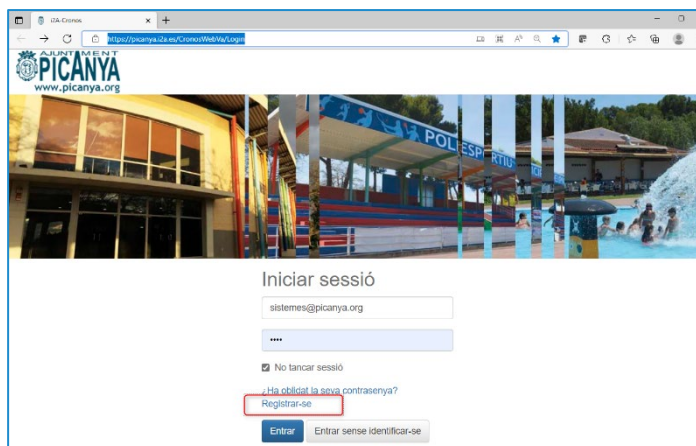 i2A-Cronos
https://picanya.i2a.es/CronosWebVa/Login
AJUNTAMENT
PICANYA
www.picanya.org
POLIESPORTIU
Iniciar sessió
sistemes@picanya.org
••••
No tancar sessió
¿Ha oblidat la seva contrasenya?
Registrar-se
Entrar
Entrar sense identificar-se